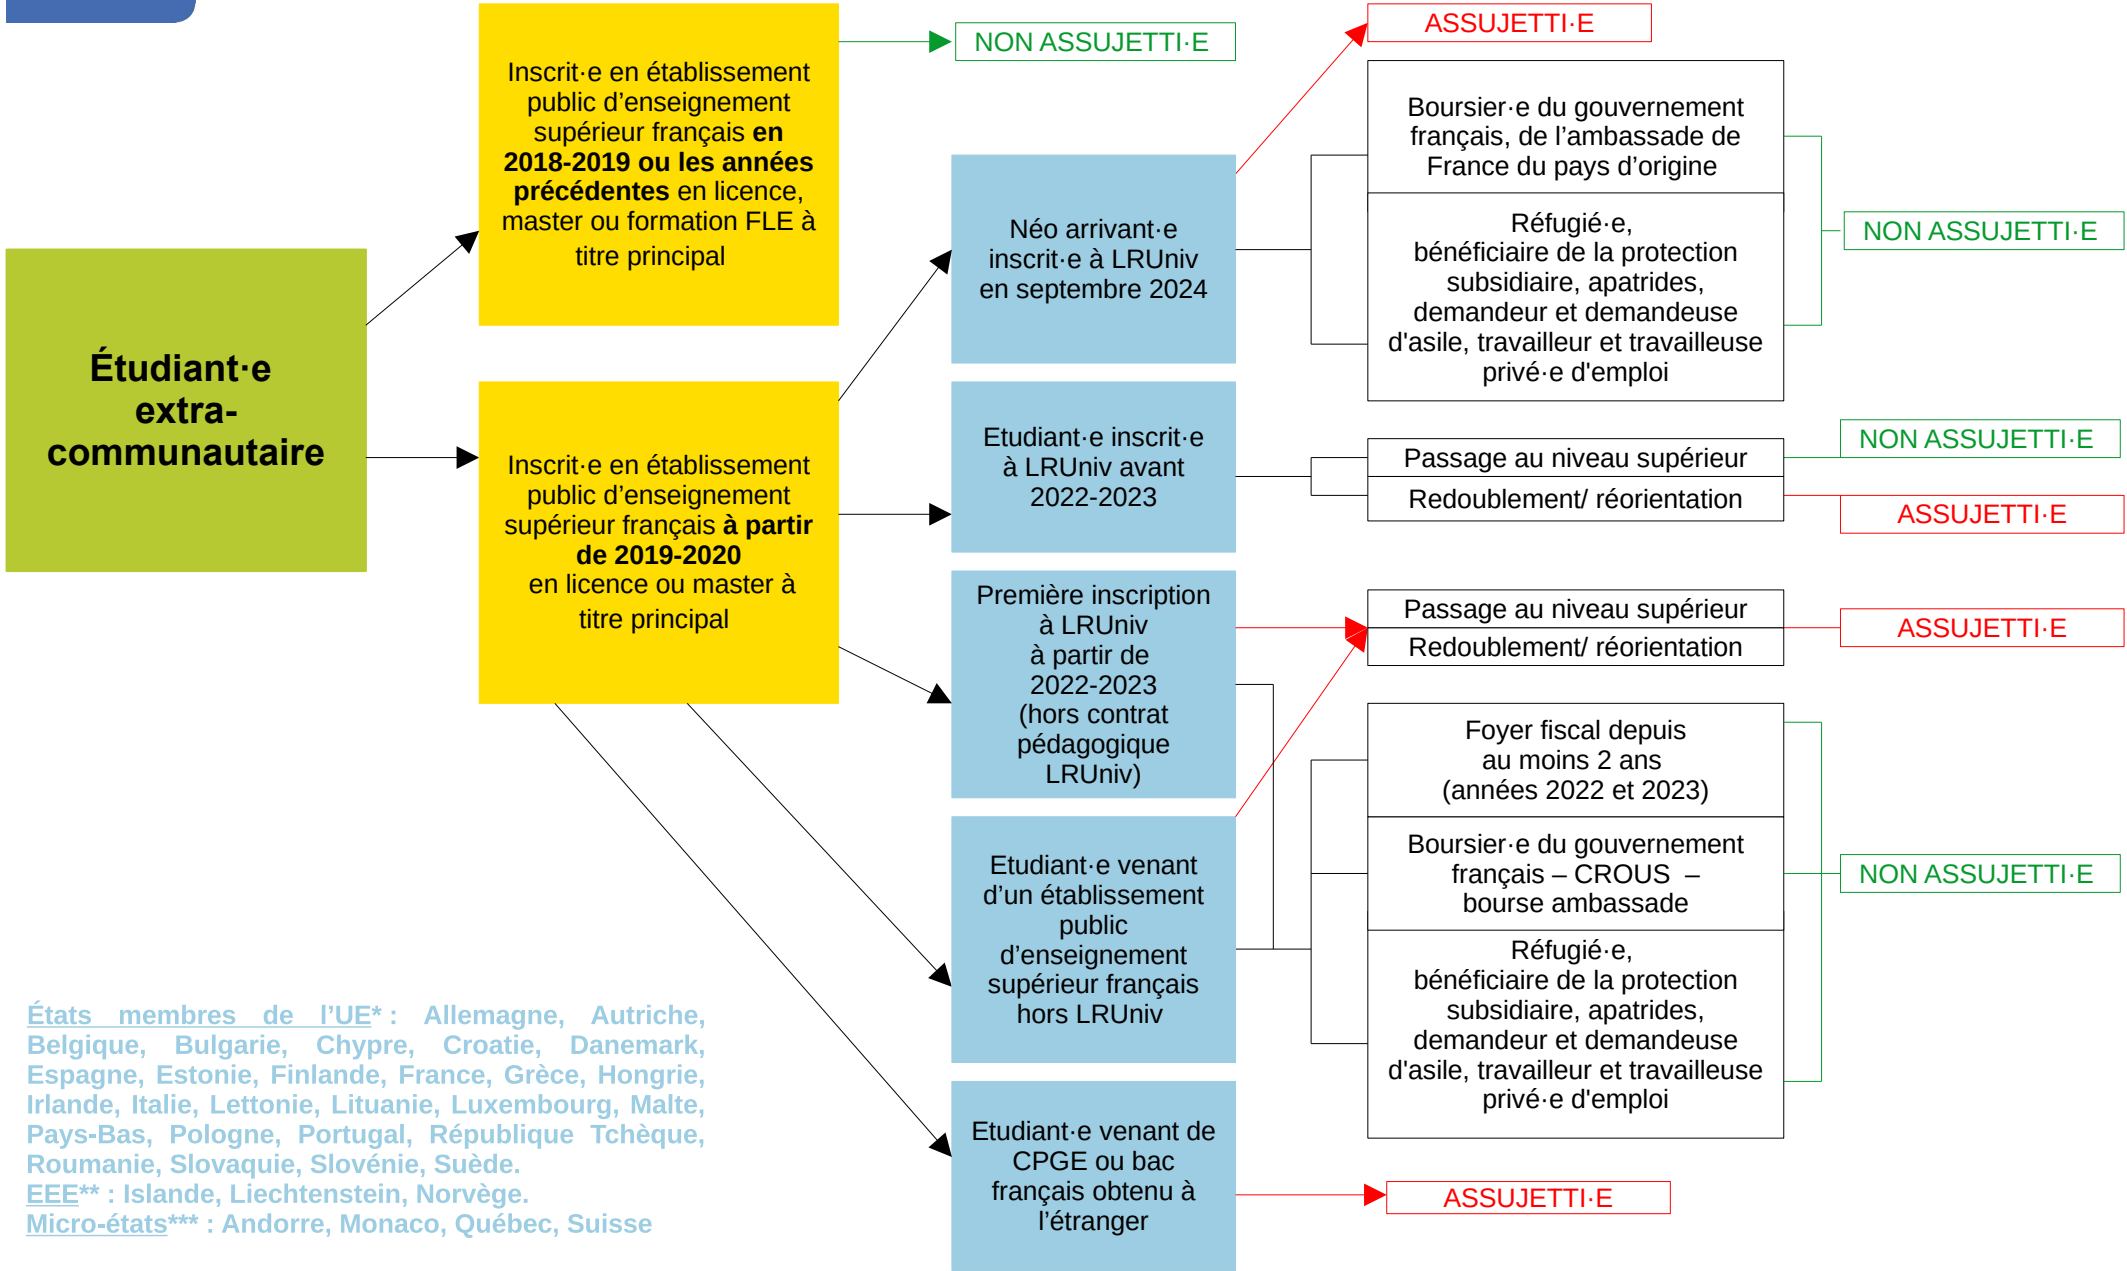 Étudiant·e
extra-
communautaire
Inscrit·e en établissement
public d’enseignement
supérieur français en
2018-2019 ou les années
précédentes en licence,
master ou formation FLE à
titre principal
NON ASSUJETTI·E
Inscrit·e en établissement
public d’enseignement
supérieur français à partir
de 2019-2020
en licence ou master à
titre principal
Néo arrivant·e
inscrit·e à LRUniv
en septembre 2024
ASSUJETTI·E
Boursier·e du gouvernement
français, de l’ambassade de
France du pays d’origine
Réfugié·e,
bénéficiaire de la protection
subsidiaire, apatrides,
demandeur et demandeuse
d'asile, travailleur et travailleuse
privé·e d'emploi
NON ASSUJETTI·E
Etudiant·e inscrit·e
à LRUniv avant
2022-2023
Passage au niveau supérieur
NON ASSUJETTI·E
Redoublement/ réorientation
ASSUJETTI·E
Première inscription
à LRUniv
à partir de
2022-2023
(hors contrat
pédagogique
LRUniv)
Passage au niveau supérieur
Redoublement/ réorientation
ASSUJETTI·E
Etudiant·e venant
d’un établissement
public
d’enseignement
supérieur français
hors LRUniv
Foyer fiscal depuis
au moins 2 ans
(années 2022 et 2023)
Boursier·e du gouvernement
français – CROUS –
bourse ambassade
Réfugié·e,
bénéficiaire de la protection
subsidiaire, apatrides,
demandeur et demandeuse
d'asile, travailleur et travailleuse
privé·e d'emploi
NON ASSUJETTI·E
Etudiant·e venant de
CPGE ou bac
français obtenu à
l’étranger
ASSUJETTI·E
États membres de l’UE* : Allemagne, Autriche,
Belgique, Bulgarie, Chypre, Croatie, Danemark,
Espagne, Estonie, Finlande, France, Grèce, Hongrie,
Irlande, Italie, Lettonie, Lituanie, Luxembourg, Malte,
Pays-Bas, Pologne, Portugal, République Tchèque,
Roumanie, Slovaquie, Slovénie, Suède.
EEE** : Islande, Liechtenstein, Norvège.
Micro-états*** : Andorre, Monaco, Québec, Suisse